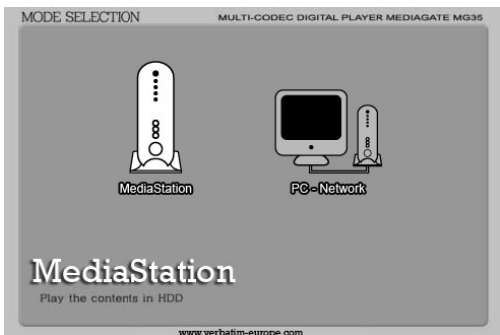 MODE SELECTION MULTI-CODEC DIGITAL PLAYER MEDIAGATE MG35
MediaStation PC - Network
MediaStation
Play the contents in HDD
www.verbatim-europe.com